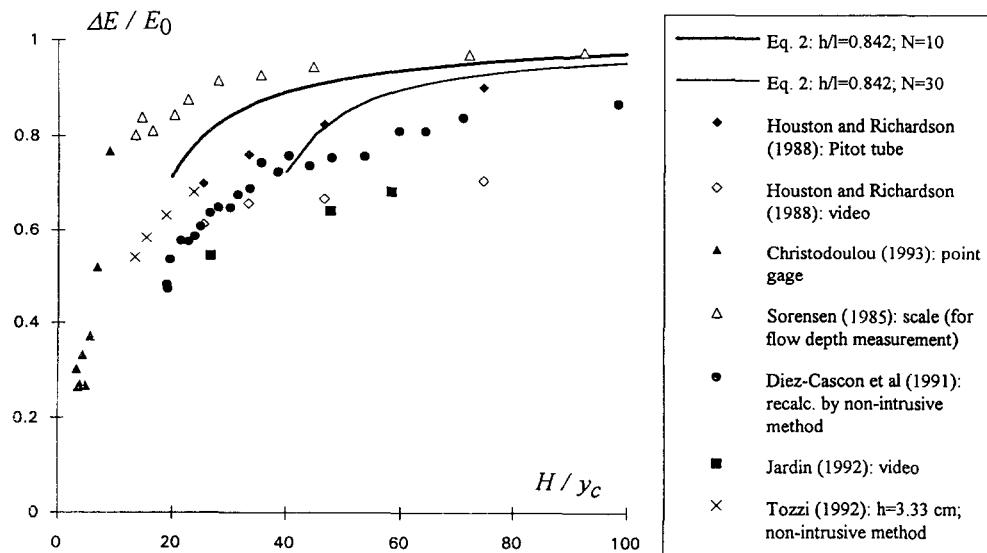 ΔE / E0
1
0.8
0.6
0.4
0.2
0
0
20
40
60
80
100
H / yc
Eq. 2: h/l=0.842; N=10
Eq. 2: h/l=0.842; N=30
Houston and Richardson
(1988): Pitot tube
Houston and Richardson
(1988): video
Christodoulou (1993): point
gage
Sorensen (1985): scale (for
flow depth measurement)
Diez-Cascon et al (1991):
recalc. by non-intrusive
method
Jardin (1992): video
Tozzi (1992): h=3.33 cm;
non-intrusive method